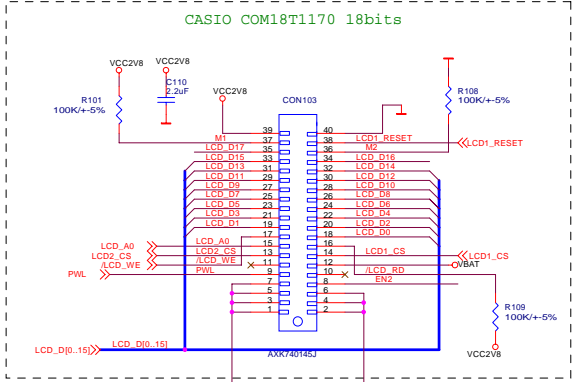 CASIO COM18T1170 18bits
VCC2V8
VCC2V8
C110
2.2uF
VCC2V8
R101
100K/+-5%
CON103
R108
100K/+-5%
39
40
M1
37
38
LCD1_RESET
LCD1_RESET
LCD_D17
35
36
M2
LCD_D15
33
34
LCD_D16
LCD_D13
31
32
LCD_D14
LCD_D11
29
30
LCD_D12
LCD_D9
27
28
LCD_D10
LCD_D7
25
26
LCD_D8
LCD_D5
23
24
LCD_D6
LCD_D3
21
22
LCD_D4
LCD_D1
19
20
LCD_D2
17
18
LCD_D0
LCD_A0
LCD_A0
15
16
LCD2_CS
LCD2_CS
13
14
LCD1_CS
LCD1_CS
/LCD_WE
/LCD_WE
11
12
VBAT
PWL
PWL
9
10
/LCD_RD
7
8
EN2
5
6
3
4
1
2
R109
100K/+-5%
VCC2V8
LCD_D[0..15]
LCD_D[0..15]
AXK740145J